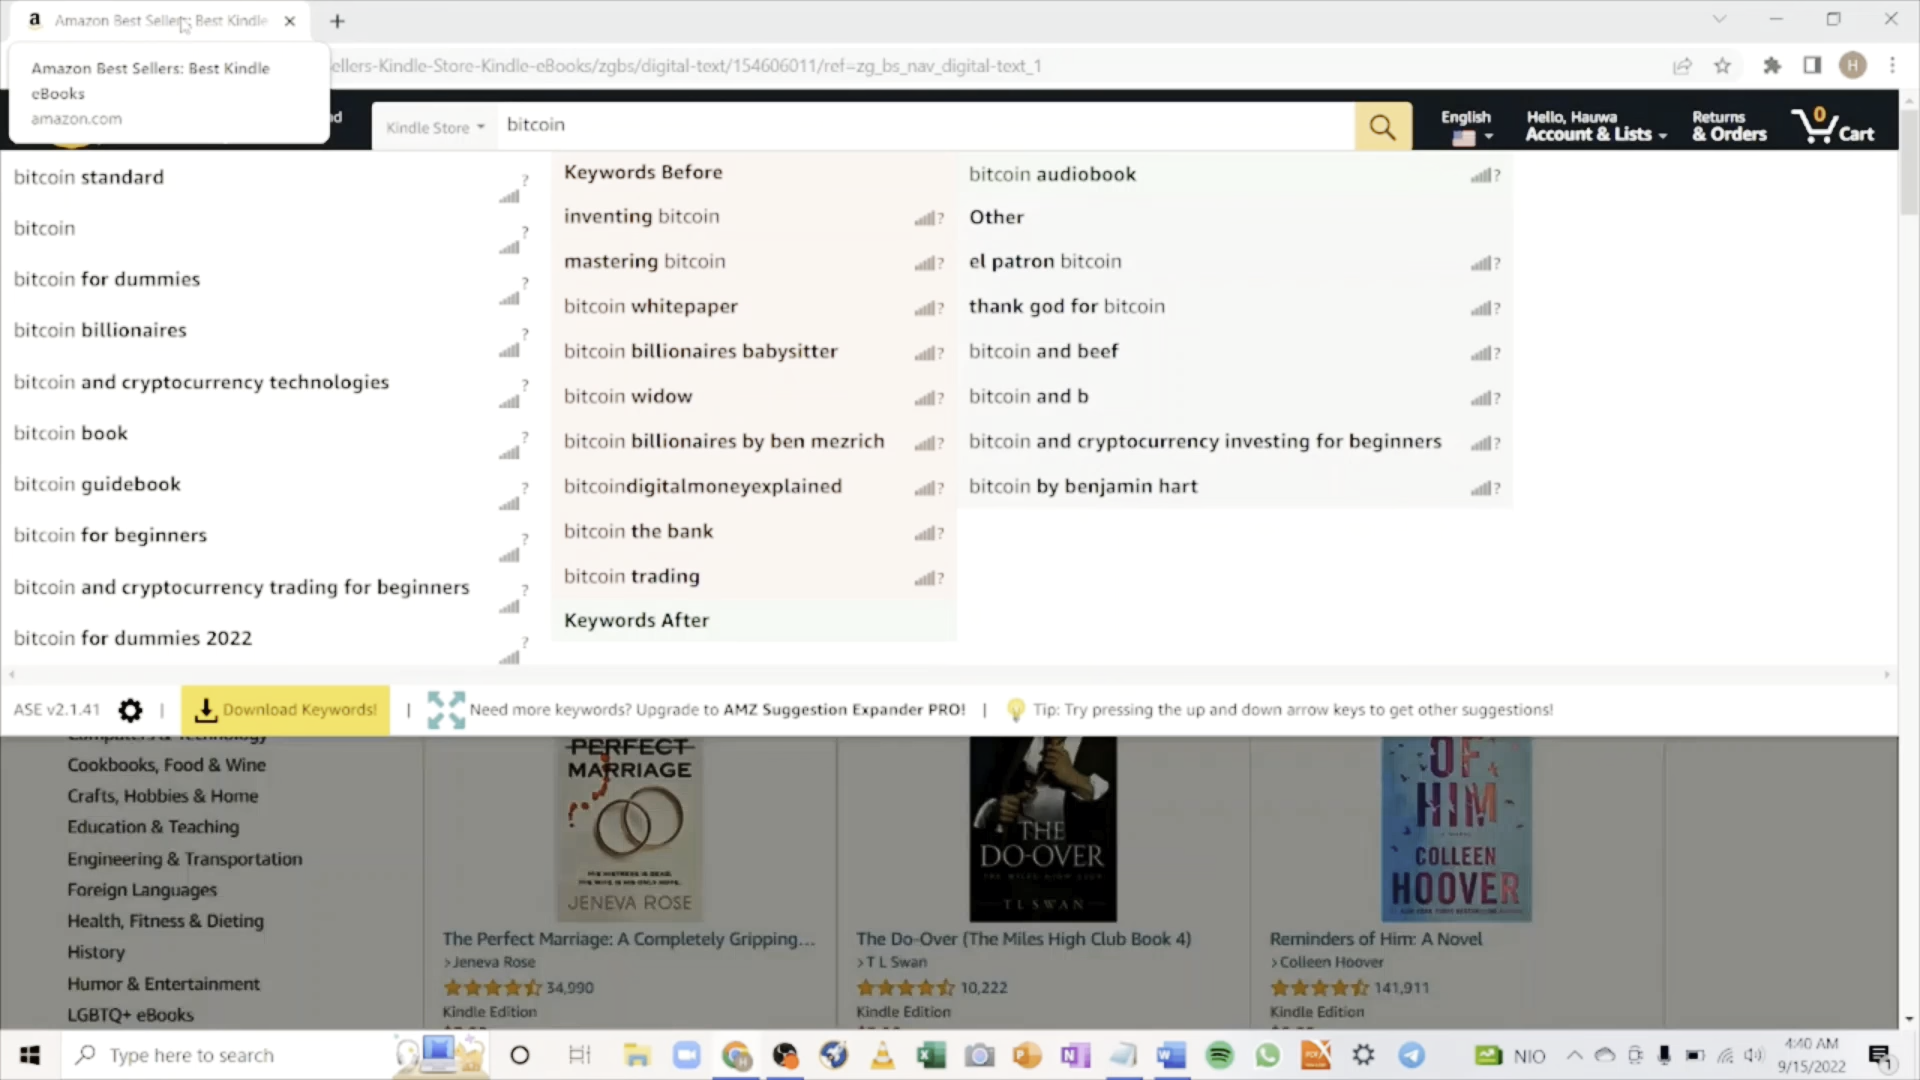 Amazon Best Sellers: Best Kindle
Amazon Best Sellers: Best Kindle
eBooks
amazon.com
ellers-Kindle-Store-Kindle-eBooks/zgbs/digital-text/154606011/ref=zg_bs_nav_digital-text_1
H
Kindle Store
bitcoin
English
Hello, Hauwa
Account & Lists
Returns
& Orders
0
Cart
bitcoin standard
bitcoin
bitcoin for dummies
bitcoin billionaires
bitcoin and cryptocurrency technologies
bitcoin book
bitcoin guidebook
bitcoin for beginners
bitcoin and cryptocurrency trading for beginners
bitcoin for dummies 2022
Keywords Before
inventing bitcoin
mastering bitcoin
bitcoin whitepaper
bitcoin billionaires babysitter
bitcoin widow
bitcoin billionaires by ben mezrich
bitcoindigitalmoneyexplained
bitcoin the bank
bitcoin trading
Keywords After
bitcoin audiobook
Other
el patron bitcoin
thank god for bitcoin
bitcoin and beef
bitcoin and b
bitcoin and cryptocurrency investing for beginners
bitcoin by benjamin hart
ASE v2.1.41 | Download Keywords! | Need more keywords? Upgrade to AMZ Suggestion Expander PRO! | Tip: Try pressing the up and down arrow keys to get other suggestions!
Computers & Technology
Cookbooks, Food & Wine
Crafts, Hobbies & Home
Education & Teaching
Engineering & Transportation
Foreign Languages
Health, Fitness & Dieting
History
Humor & Entertainment
LGBTQ+ eBooks
PERFECT
MARRIAGE
JENEVA ROSE
The Perfect Marriage: A Completely Gripping...
›Jeneva Rose
34,990
Kindle Edition
THE
DO-OVER
T L SWAN
The Do-Over (The Miles High Club Book 4)
›T L Swan
10,222
Kindle Edition
OF
HIM
COLLEEN
HOOVER
Reminders of Him: A Novel
›Colleen Hoover
141,911
Kindle Edition
Type here to search
NIO
4:40 AM
9/15/2022
1